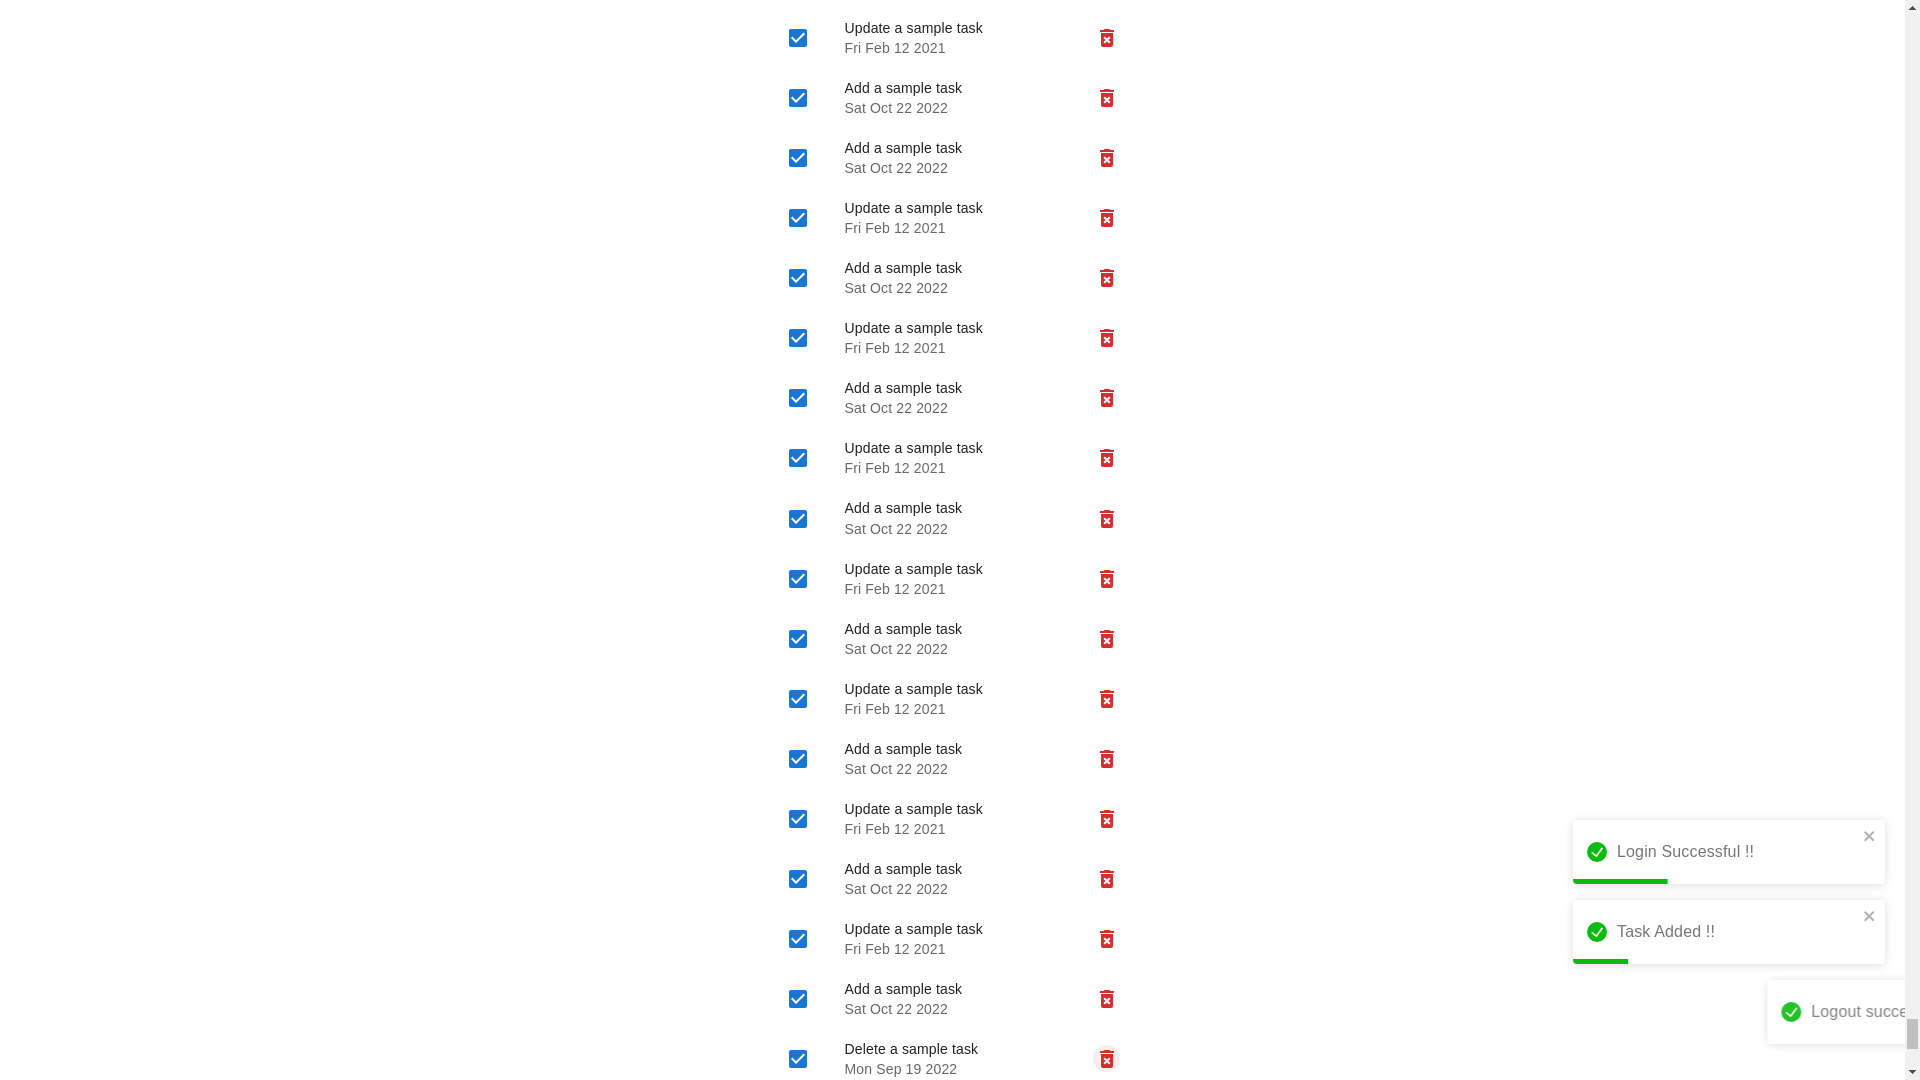 Update a sample task
Fri Feb 12 2021
Add a sample task
Sat Oct 22 2022
Add a sample task
Sat Oct 22 2022
Update a sample task
Fri Feb 12 2021
Add a sample task
Sat Oct 22 2022
Update a sample task
Fri Feb 12 2021
Add a sample task
Sat Oct 22 2022
Update a sample task
Fri Feb 12 2021
Add a sample task
Sat Oct 22 2022
Update a sample task
Fri Feb 12 2021
Add a sample task
Sat Oct 22 2022
Update a sample task
Fri Feb 12 2021
Add a sample task
Sat Oct 22 2022
Update a sample task
Fri Feb 12 2021
Add a sample task
Sat Oct 22 2022
Update a sample task
Fri Feb 12 2021
Add a sample task
Sat Oct 22 2022
Delete a sample task
Mon Sep 19 2022
Login Successful !!
Task Added !!
Logout succe